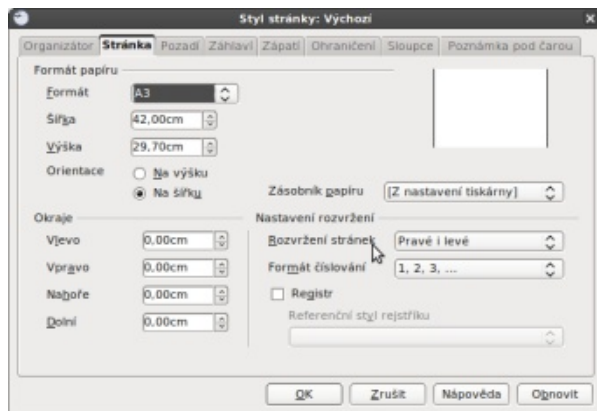 Styl stránky: Výchozí
Organizátor Stránka Pozadí Záhlaví Zápatí Ohraničení Sloupce Poznámka pod čarou
Formát papíru
Formát A3
Šířka 42,00cm
Výška 29,70cm
Orientace Na výšku
Na šířku
Zásobník papíru [Z nastavení tiskárny]
Okraje
Vlevo 0,00cm
Vpravo 0,00cm
Nahoře 0,00cm
Dolní 0,00cm
Nastavení rozvržení
Rozvržení stránek Pravé i levé
Formát číslování 1, 2, 3, ...
Registr
Referenční styl rejstříku
OK Zrušit Nápověda Obnovit